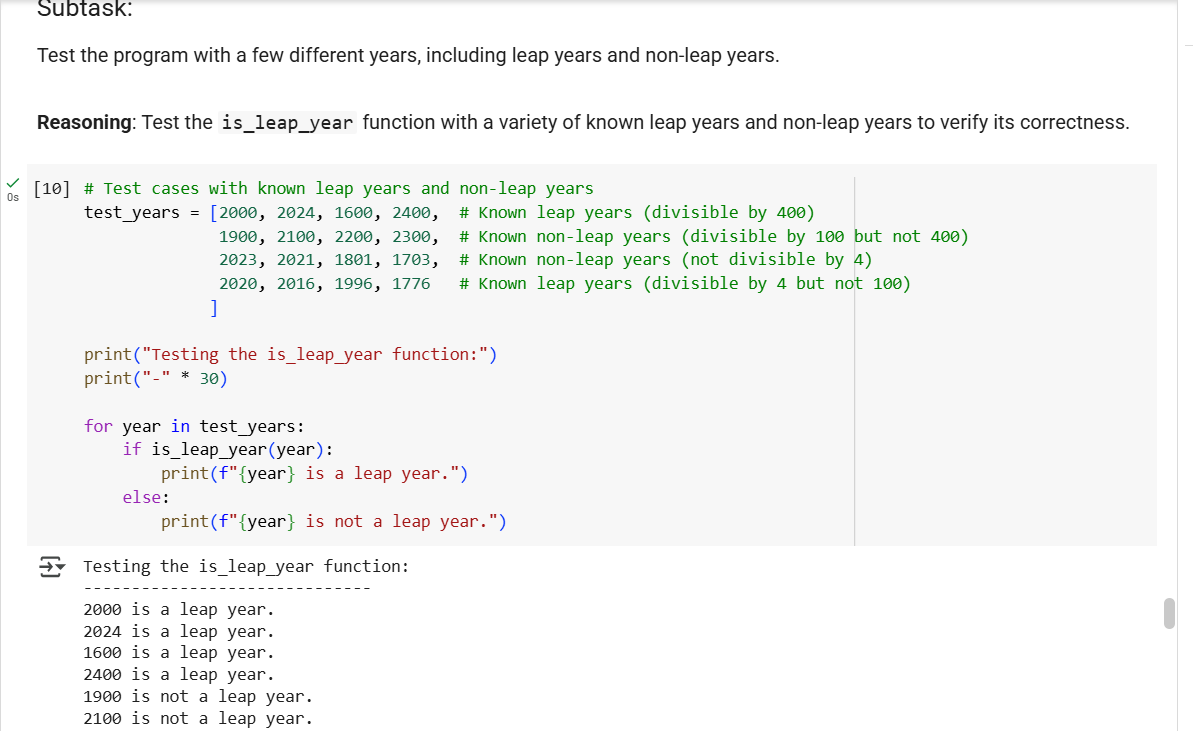 Subtask:
Test the program with a few different years, including leap years and non-leap years.
Reasoning: Test the is_leap_year function with a variety of known leap years and non-leap years to verify its correctness.
0s
[10] # Test cases with known leap years and non-leap years
test_years = [2000, 2024, 1600, 2400,  # Known leap years (divisible by 400)
              1900, 2100, 2200, 2300,  # Known non-leap years (divisible by 100 but not 400)
              2023, 2021, 1801, 1703,  # Known non-leap years (not divisible by 4)
              2020, 2016, 1996, 1776   # Known leap years (divisible by 4 but not 100)
             ]
print("Testing the is_leap_year function:")
print("-" * 30)
for year in test_years:
    if is_leap_year(year):
        print(f"{year} is a leap year.")
    else:
        print(f"{year} is not a leap year.")
Testing the is_leap_year function:
------------------------------
2000 is a leap year.
2024 is a leap year.
1600 is a leap year.
2400 is a leap year.
1900 is not a leap year.
2100 is not a leap year.